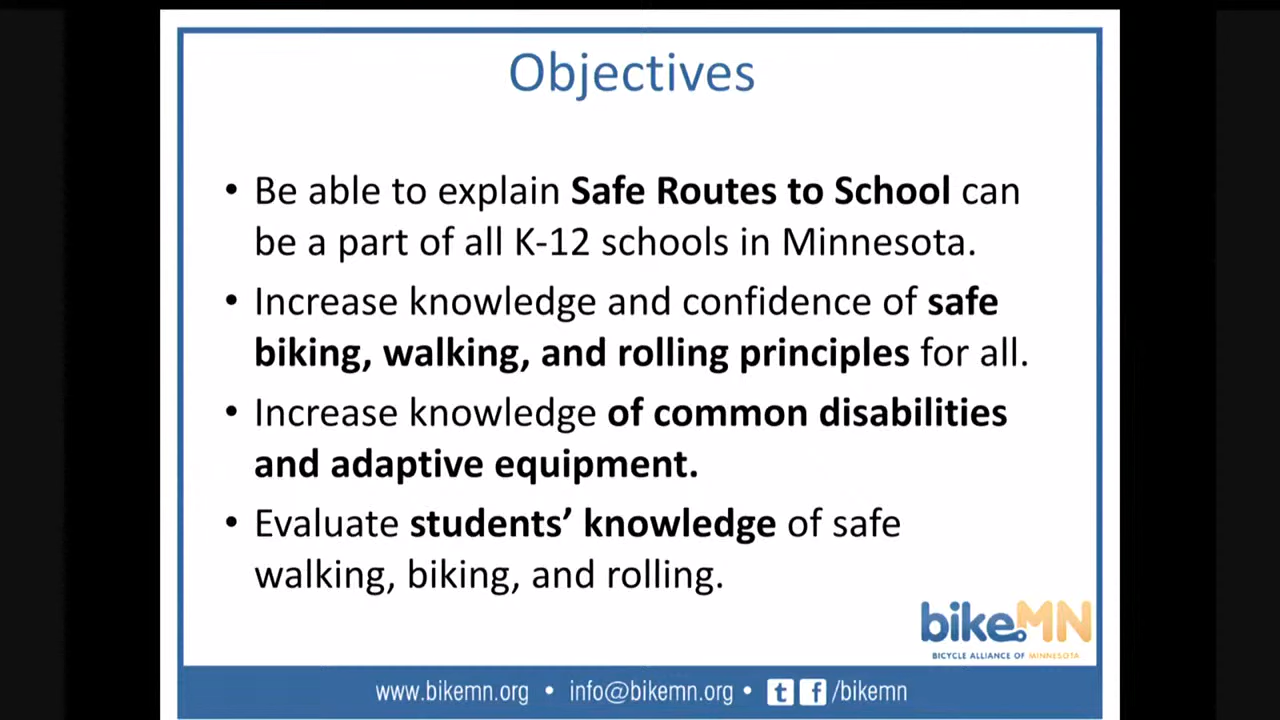 Objectives
• Be able to explain Safe Routes to School can
be a part of all K-12 schools in Minnesota.
• Increase knowledge and confidence of safe
biking, walking, and rolling principles for all.
• Increase knowledge of common disabilities
and adaptive equipment.
• Evaluate students’ knowledge of safe
walking, biking, and rolling.
bikeMN
BICYCLE ALLIANCE OF MINNESOTA
www.bikemn.org • info@bikemn.org • t f /bikemn